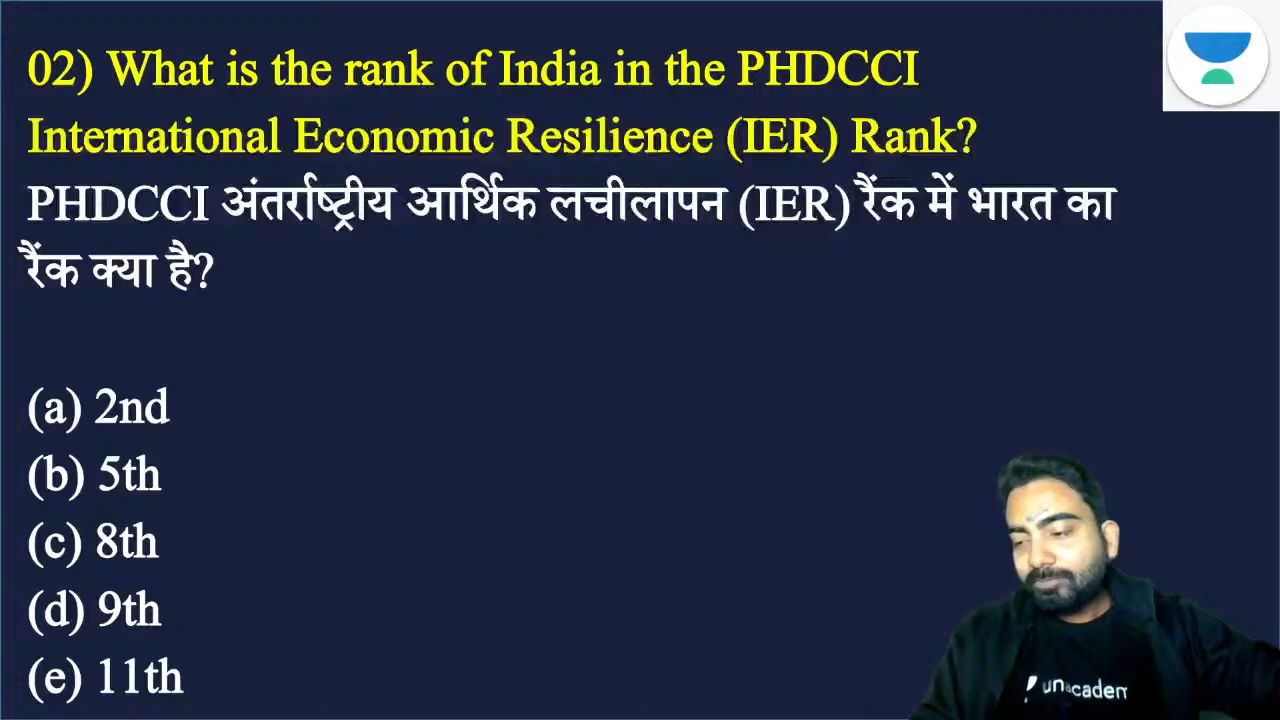 02) What is the rank of India in the PHDCCI
International Economic Resilience (IER) Rank?
PHDCCI अंतर्राष्ट्रीय आर्थिक लचीलापन (IER) रैंक में भारत का
रैंक क्या है?
(a) 2nd
(b) 5th
(c) 8th
(d) 9th
(e) 11th